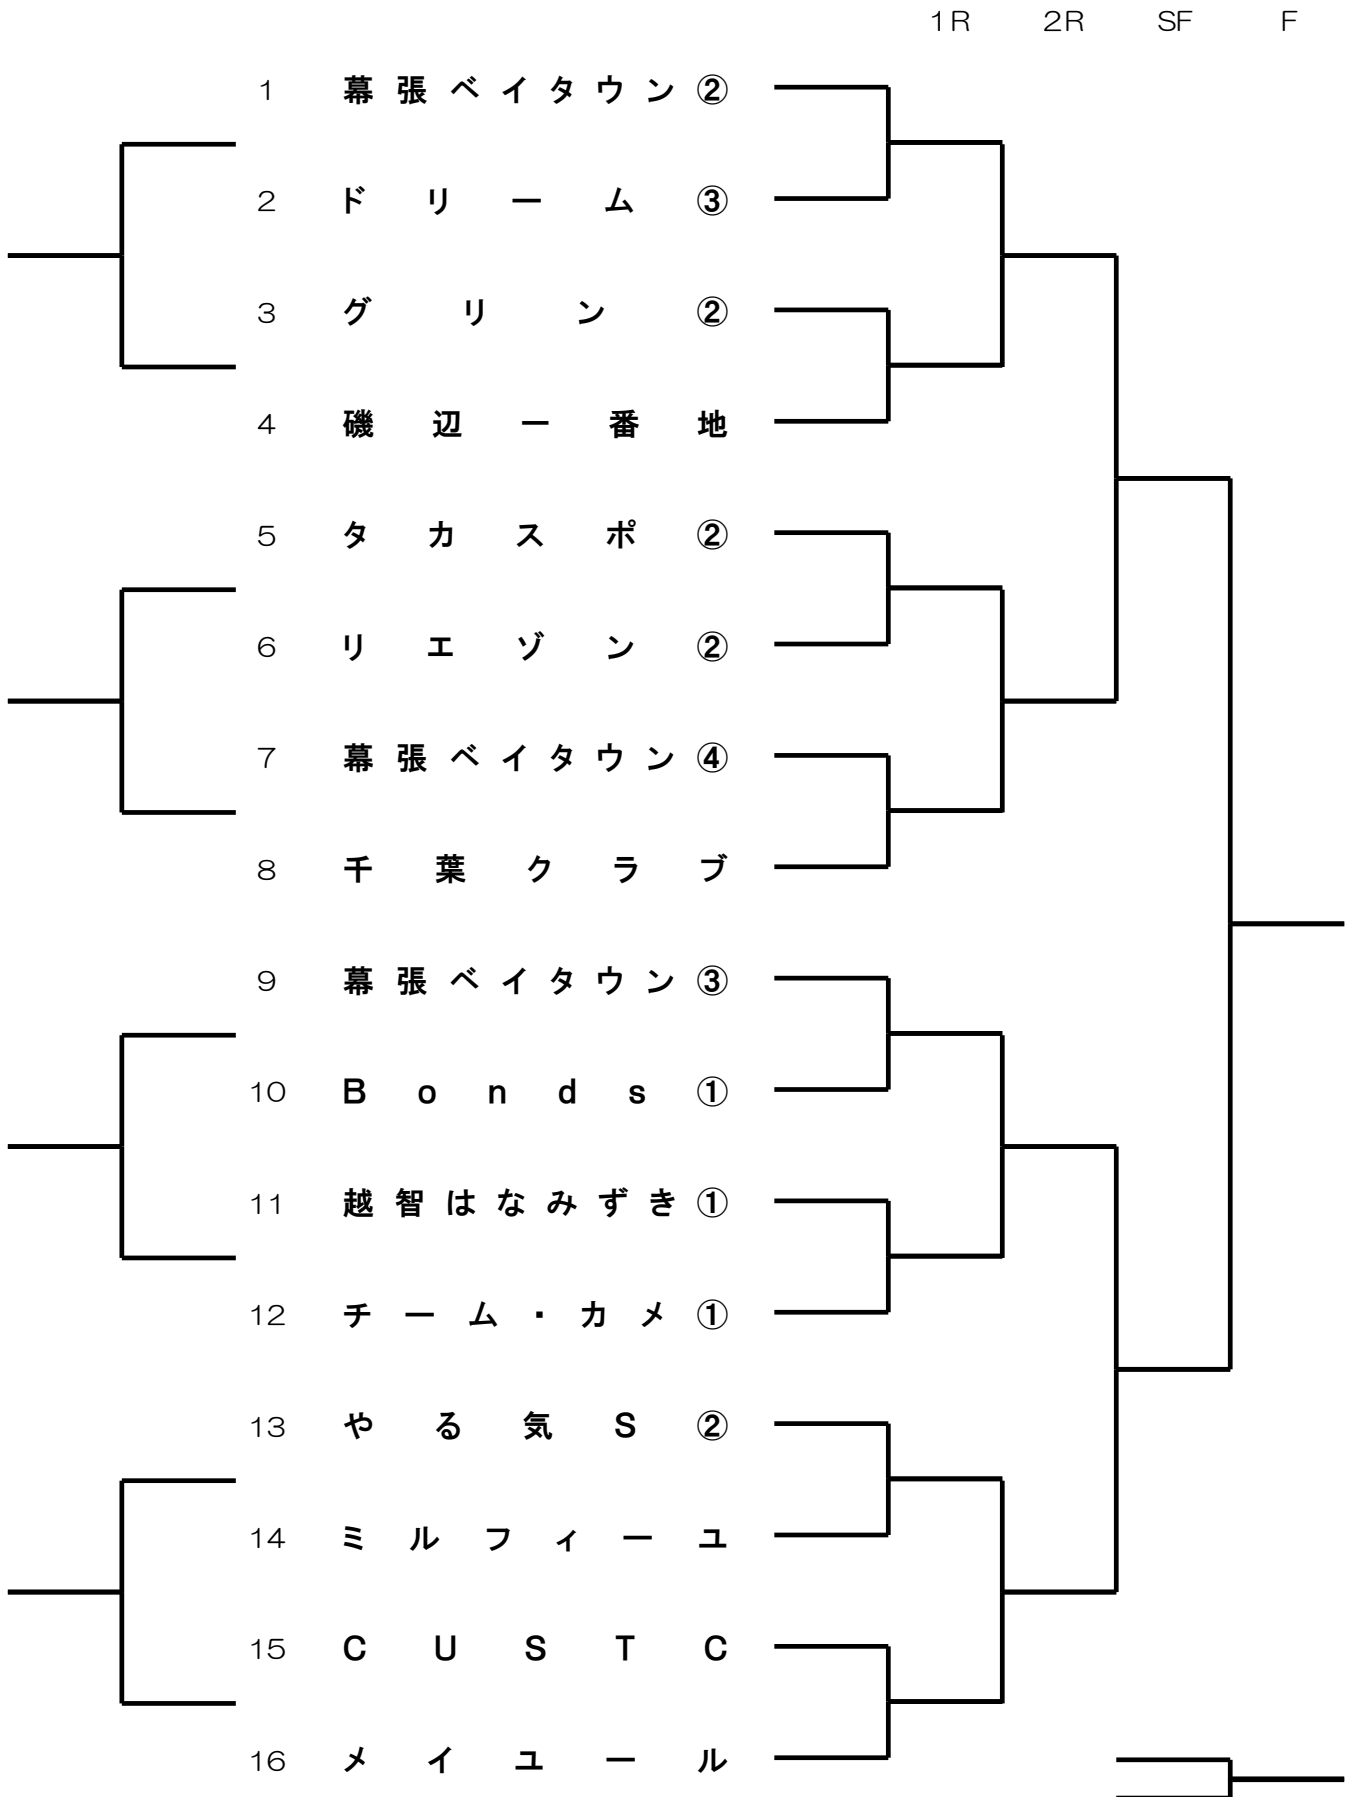 1R 2R SF F
1 幕張ベイタウン②
2 ドリーム③
3 グリン②
4 磯辺一番地
5 タカスポ②
6 リエゾン②
7 幕張ベイタウン④
8 千葉クラブ
9 幕張ベイタウン③
10 Bonds①
11 越智はなみずき①
12 チーム・カメ①
13 やる気S②
14 ミルフィーユ
15 CUSTC
16 メイユール